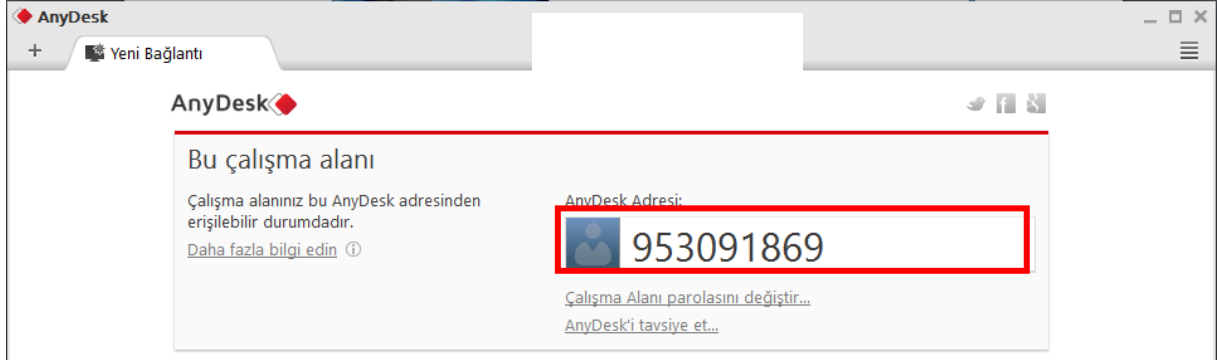 AnyDesk
Yeni Bağlantı
AnyDesk
Bu çalışma alanı
Çalışma alanınız bu AnyDesk adresinden
erişilebilir durumdadır.
Daha fazla bilgi edin
AnyDesk Adresi:
953091869
Çalışma Alanı parolasını değiştir...
AnyDesk'i tavsiye et...